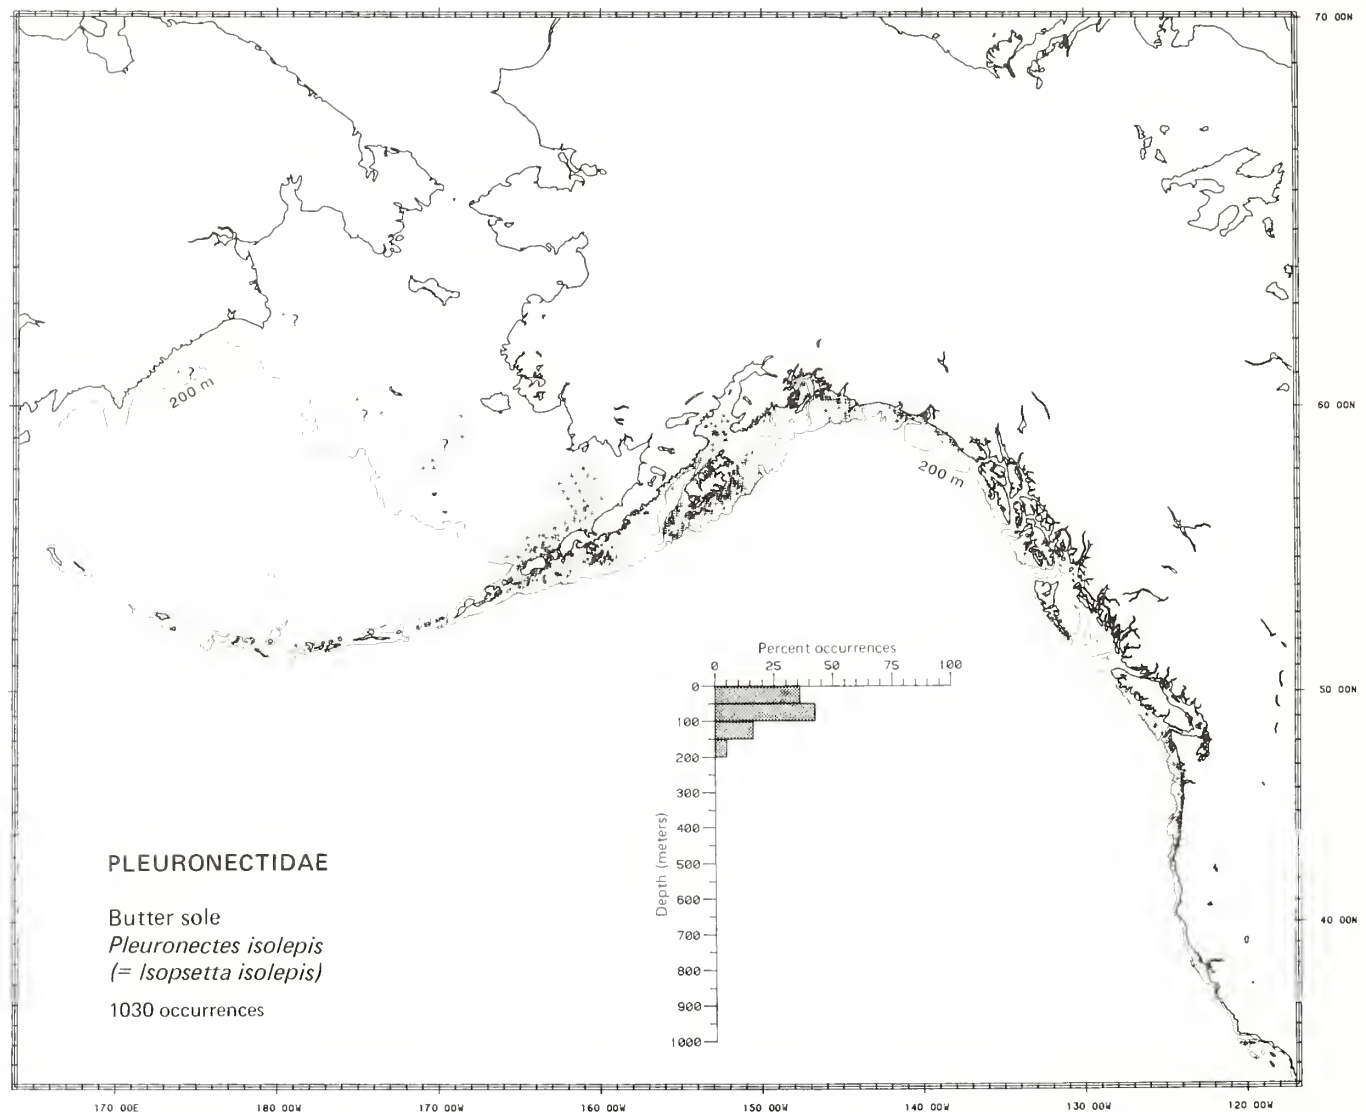 70 00N
?
?
200 m
?
?
60 00N
200 m
Percent occurrences
0 25 50 75 100
0
50 00N
100
200
300
400
500
600
700
800
900
1000
Depth (meters)
PLEURONECTIDAE
Butter sole
Pleuronectes isolepis
(= Isopsetta isolepis)
1030 occurrences
40 00N
170 00E 180 00W 170 00W 160 00W 150 00W 140 00W 130 00W 120 00W